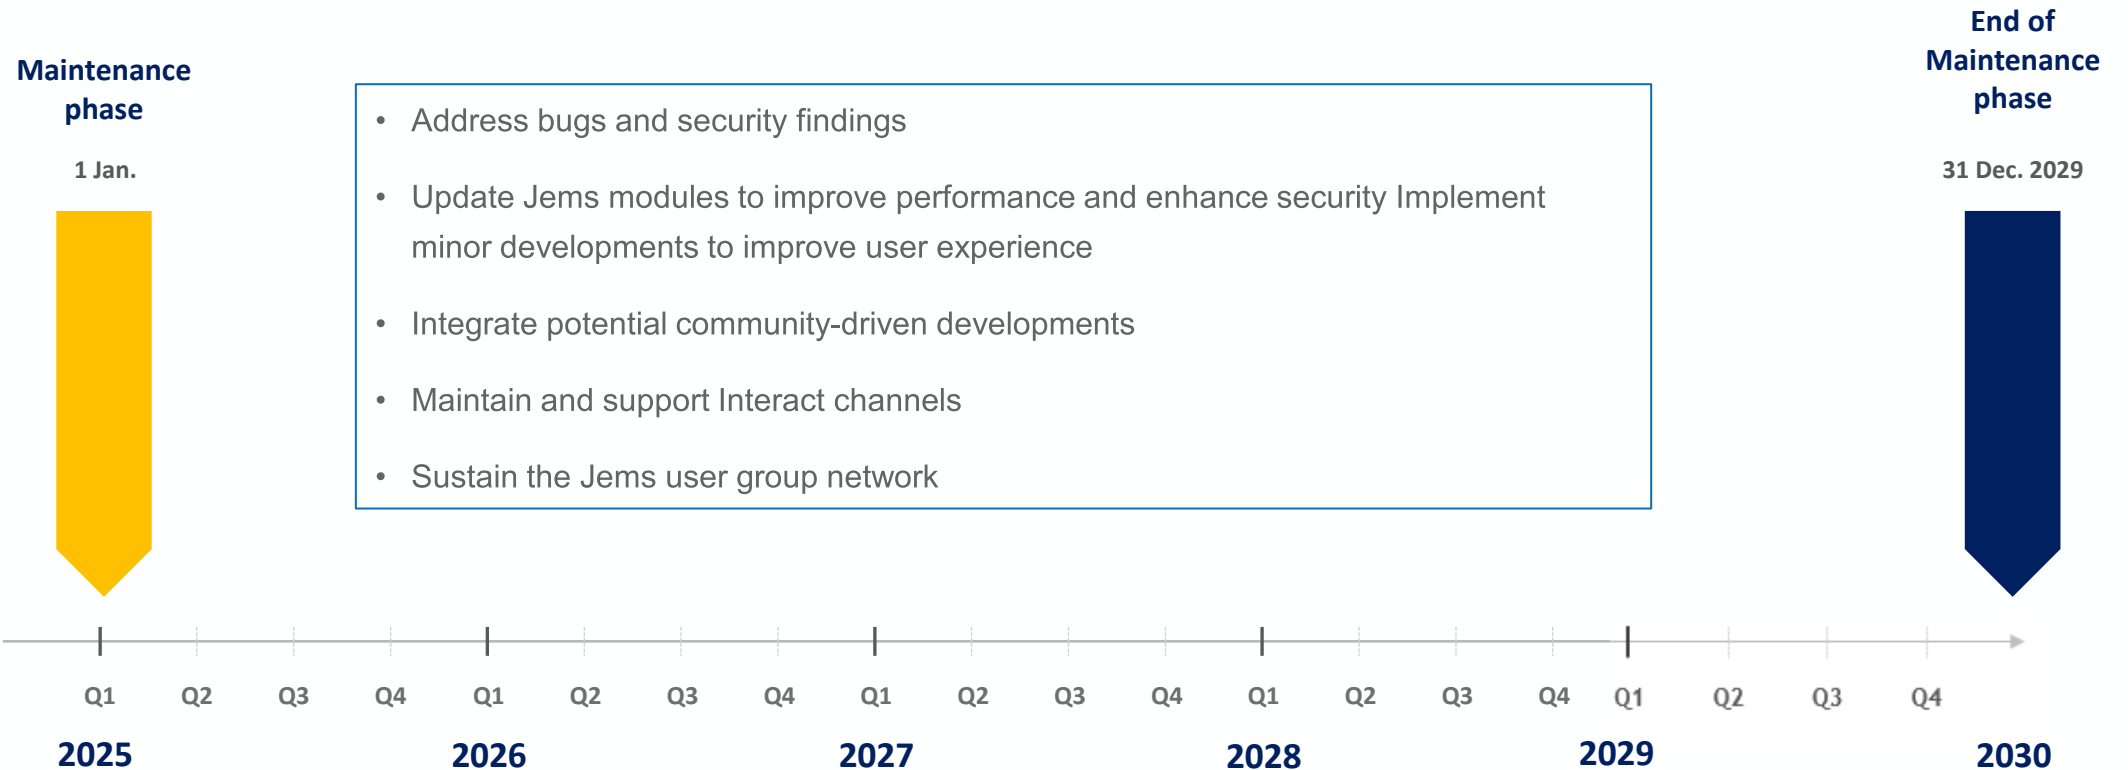 Maintenance
phase
1 Jan.
• Address bugs and security findings
• Update Jems modules to improve performance and enhance security Implement
minor developments to improve user experience
• Integrate potential community-driven developments
• Maintain and support Interact channels
• Sustain the Jems user group network
End of
Maintenance
phase
31 Dec. 2029
Q1 Q2 Q3 Q4 Q1 Q2 Q3 Q4 Q1 Q2 Q3 Q4 Q1 Q2 Q3 Q4 Q1 Q2 Q3 Q4
2025 2026 2027 2028 2029 2030